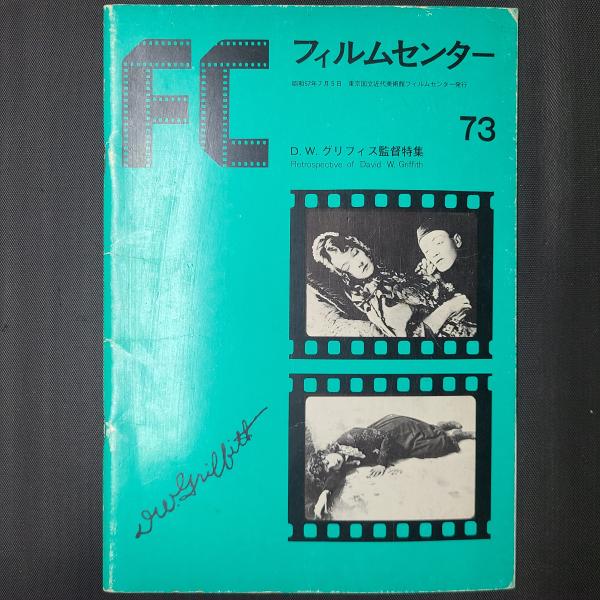 FC
フィルムセンター
昭和57年7月5日 東京国立近代美術館フィルムセンター発行
73
D. W. グリフィス監督特集
Retrospective of David W. Griffith
D.W. Griffith